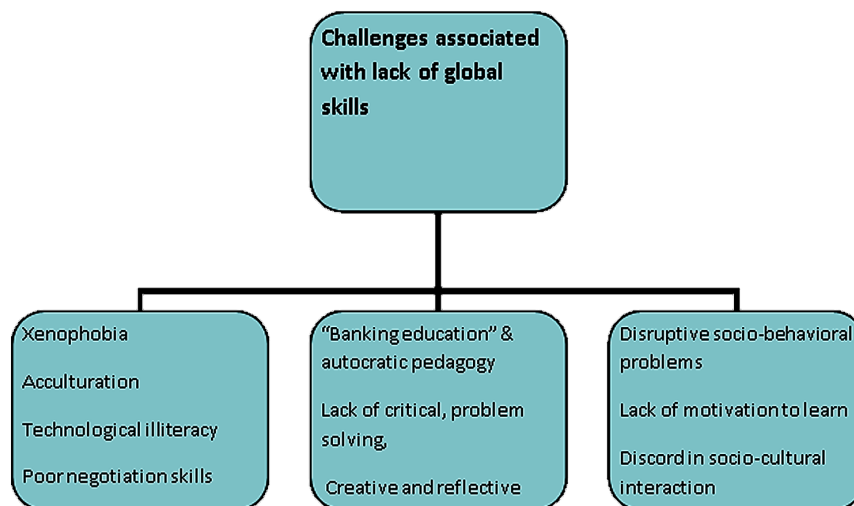 Challenges associated
with lack of global
skills
Xenophobia
Acculturation
Technological illiteracy
Poor negotiation skills
“Banking education” &
autocratic pedagogy
Lack of critical, problem
solving,
Creative and reflective
Disruptive socio-behavioral
problems
Lack of motivation to learn
Discord in socio-cultural
interaction